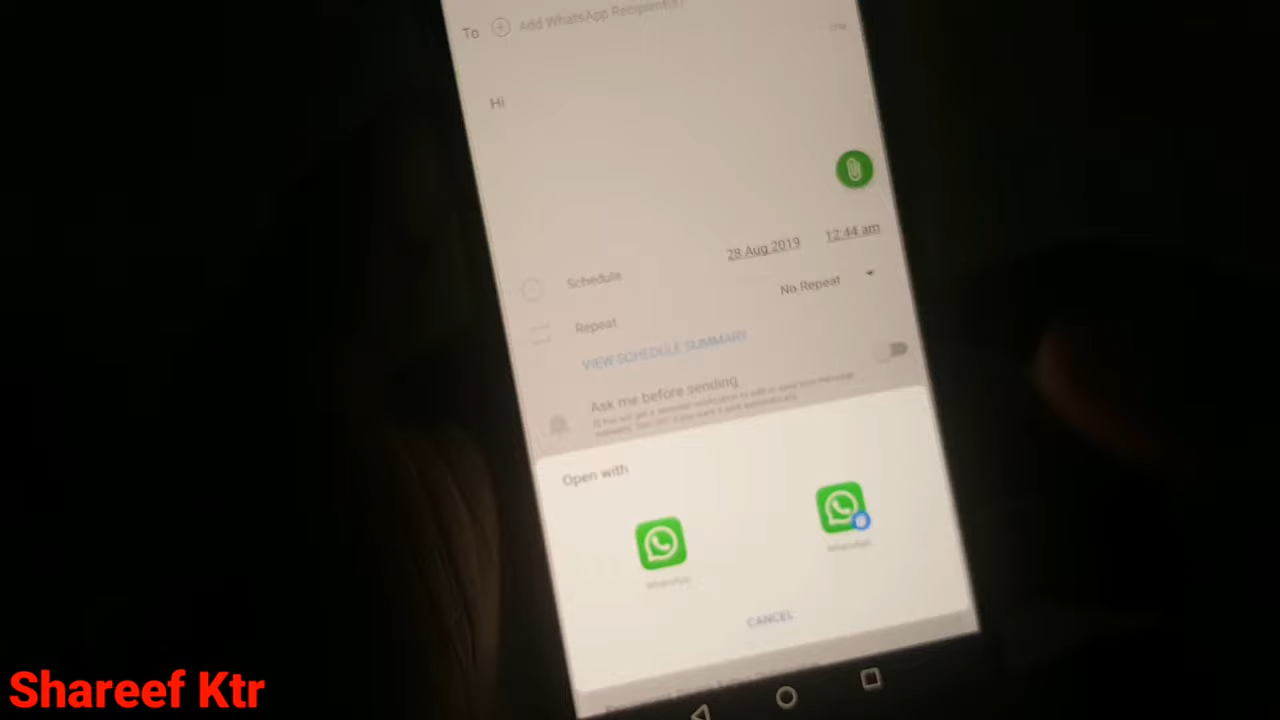 To Add WhatsApp Recipient(s)
Hi
28 Aug 2019 12:44 am
Schedule
No Repeat
Repeat
VIEW SCHEDULE SUMMARY
Ask me before sending
Open with
WhatsApp
WhatsApp..
CANCEL
Shareef Ktr